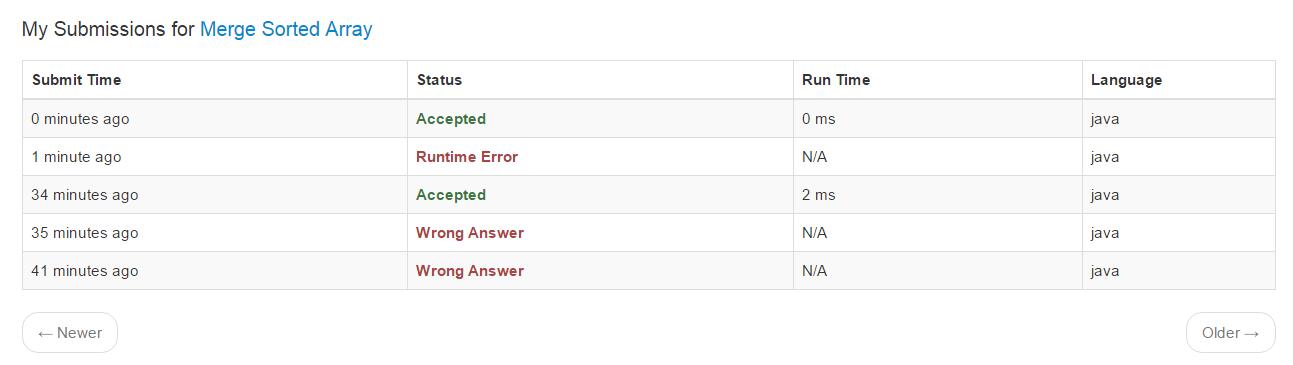 My Submissions for Merge Sorted Array
Submit Time Status Run Time Language
0 minutes ago Accepted 0 ms java
1 minute ago Runtime Error N/A java
34 minutes ago Accepted 2 ms java
35 minutes ago Wrong Answer N/A java
41 minutes ago Wrong Answer N/A java
← Newer Older →